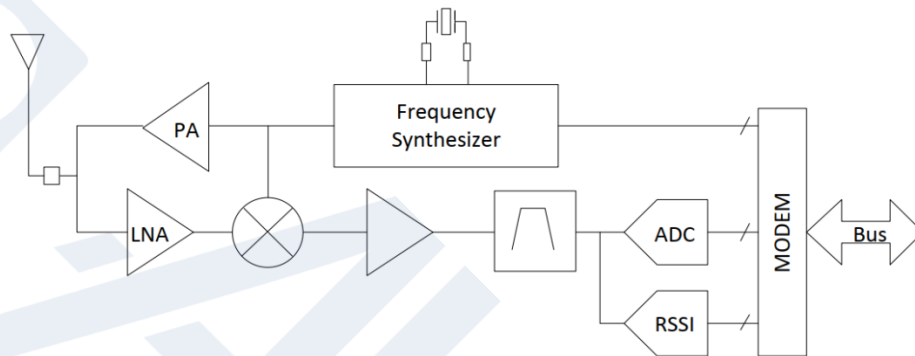 Frequency
Synthesizer
PA
LNA
ADC
RSSI
MODEM
Bus